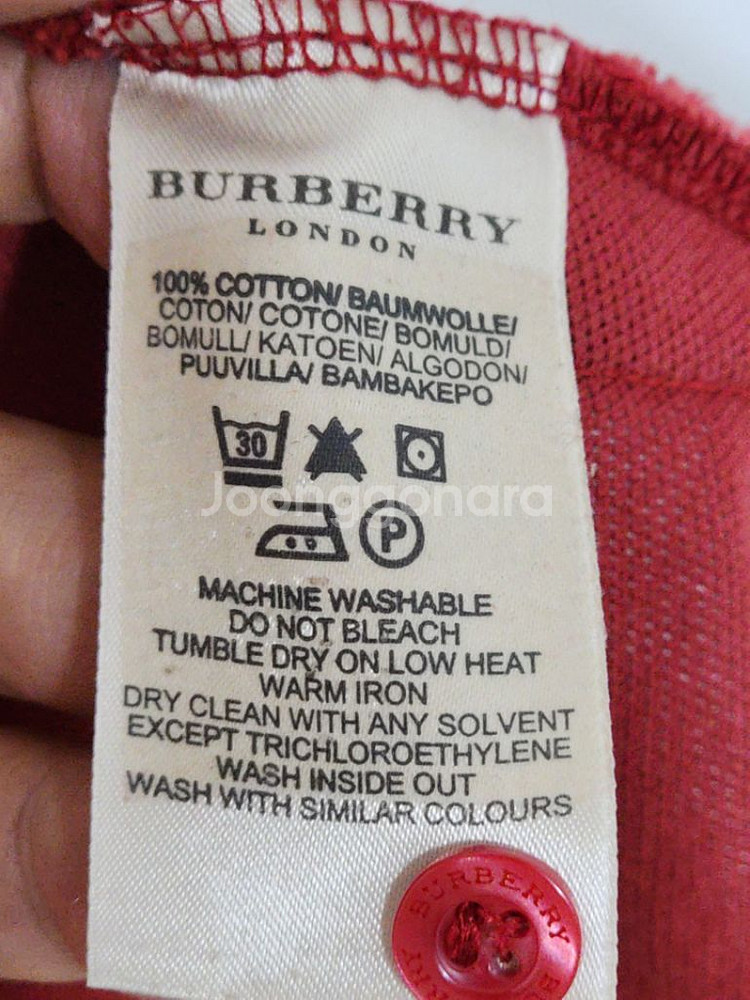 BURBERRY
LONDON
100% COTTON/ BAUMWOLLE/
COTON/ COTONE/ BOMULD/
BOMULL/ KATOEN/ ALGODON/
PUUVILLA/ BAMBAKEPO
30
P
Joonggonara
MACHINE WASHABLE
DO NOT BLEACH
TUMBLE DRY ON LOW HEAT
WARM IRON
DRY CLEAN WITH ANY SOLVENT
EXCEPT TRICHLOROETHYLENE
WASH INSIDE OUT
WASH WITH SIMILAR COLOURS
BURBERRY